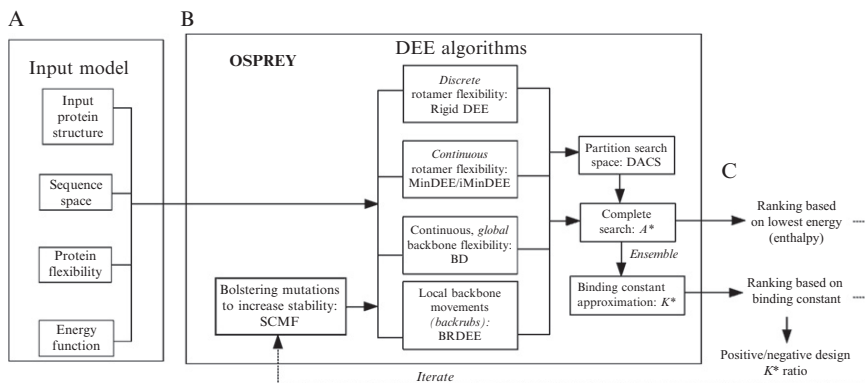 A
B
Input model
Input
protein
structure
Sequence
space
Protein
flexibility
Energy
function
OSPREY
DEE algorithms
Discrete
rotamer flexibility:
Rigid DEE
Continuous
rotamer flexibility:
MinDEE/iMinDEE
Continuous, global
backbone flexibility:
BD
Bolstering mutations
to increase stability:
SCMF
Local backbone
movements
(backrubs):
BRDEE
Partition search
space: DACS
Complete
search: A*
Ensemble
Binding constant
approximation: K*
Iterate
C
Ranking based
on lowest energy
(enthalpy)
Ranking based on
binding constant
Positive/negative design
K* ratio